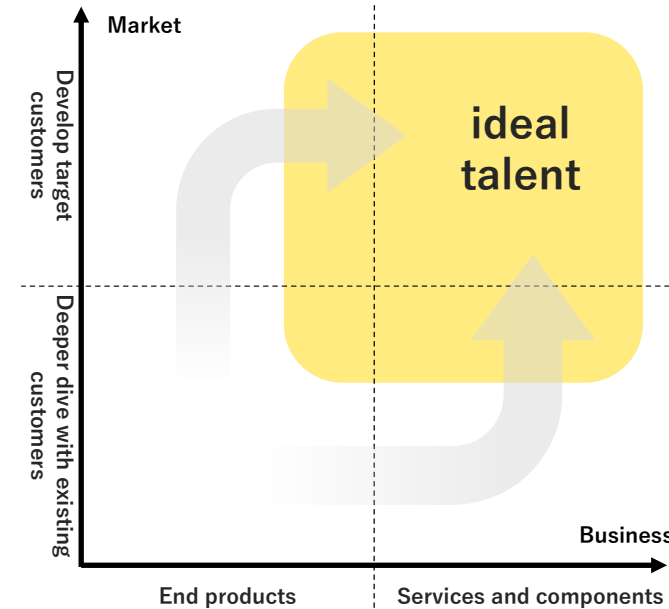 Market
Develop target
customers
ideal
talent
Deeper dive with existing
customers
Business
End products
Services and components